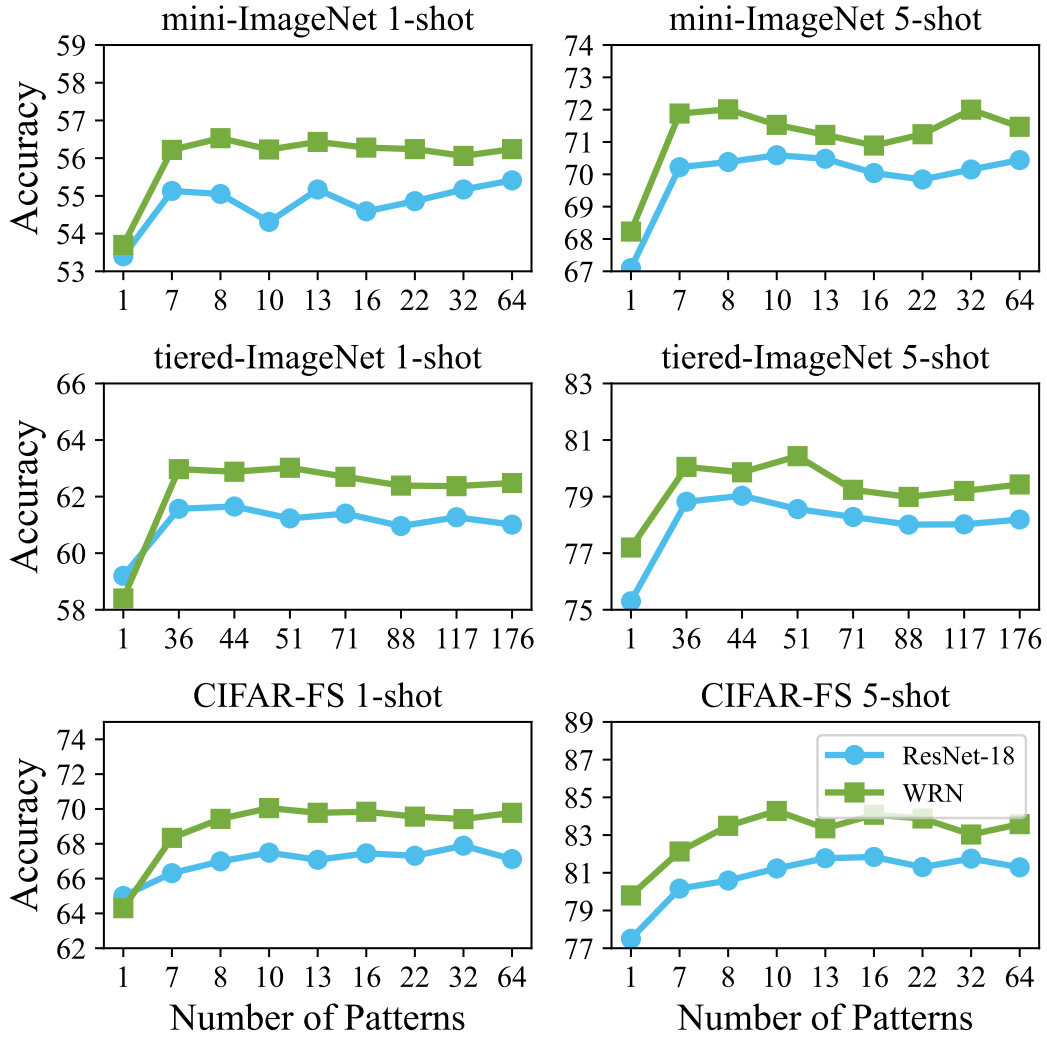 mini-ImageNet 1-shot
Accuracy
59
58
57
56
55
54
53
1 7 8 10 13 16 22 32 64
mini-ImageNet 5-shot
74
73
72
71
70
69
68
67
1 7 8 10 13 16 22 32 64
tiered-ImageNet 1-shot
Accuracy
66
64
62
60
58
1 36 44 51 71 88 117 176
tiered-ImageNet 5-shot
83
81
79
77
75
1 36 44 51 71 88 117 176
CIFAR-FS 1-shot
Accuracy
74
72
70
68
66
64
62
1 7 8 10 13 16 22 32 64
Number of Patterns
CIFAR-FS 5-shot
89
87
85
83
81
79
77
ResNet-18
WRN
1 7 8 10 13 16 22 32 64
Number of Patterns